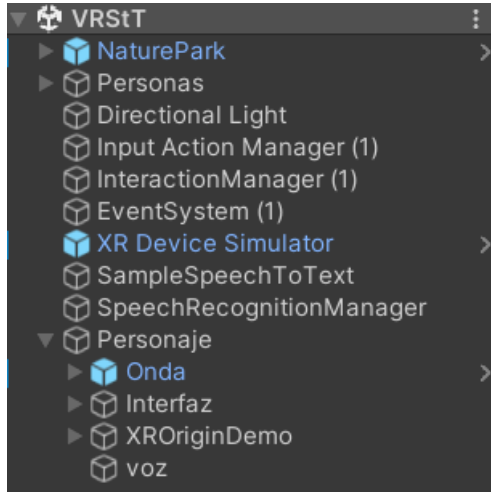 VRStT
NaturePark
Personas
Directional Light
Input Action Manager (1)
InteractionManager (1)
EventSystem (1)
XR Device Simulator
SampleSpeechToText
SpeechRecognitionManager
Personaje
Onda
Interfaz
XROriginDemo
voz